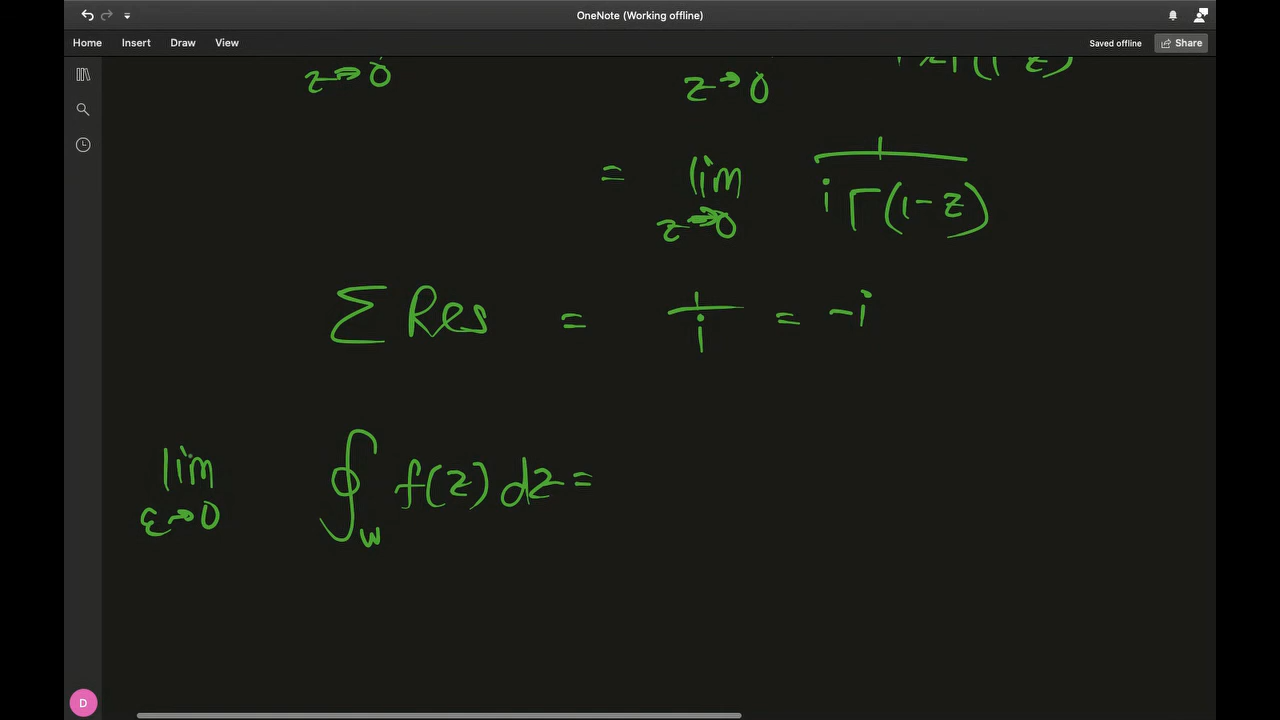 OneNote (Working offline)
Home Insert Draw View
Saved offline Share
z→0 z→0
= lim 1/(iΓ(1-z))
z→0
Σ Res = 1/i = -i
lim ∮_w f(z) dz =
ε→0
D